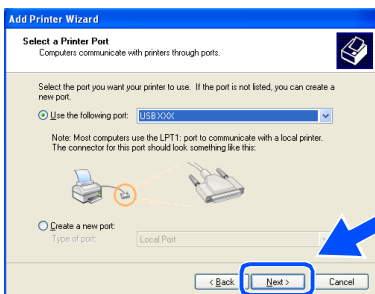 Add Printer Wizard
Select a Printer Port
Computers communicate with printers through ports.
Select the port you want your printer to use. If the port is not listed, you can create a
new port.
Use the following port: USBXXX
Note: Most computers use the LPT1: port to communicate with a local printer.
The connector for this port should look something like this:
Create a new port:
Type of port: Local Port
< Back Next > Cancel